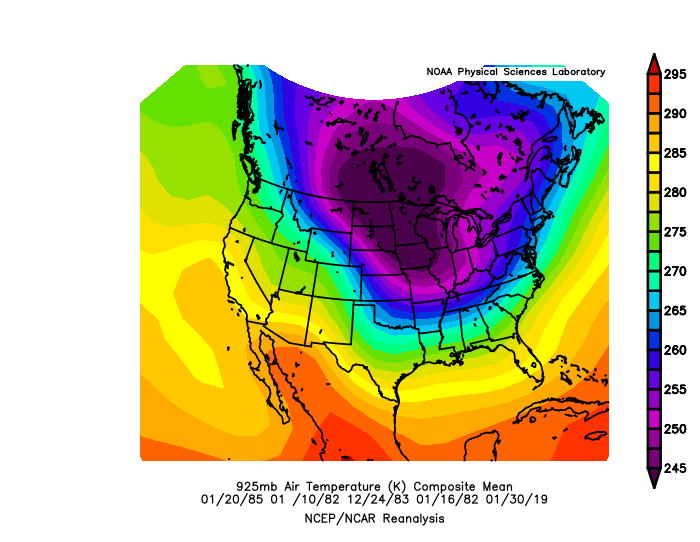 NOAA Physical Sciences Laboratory
295
290
285
280
275
270
265
260
255
250
245
925mb Air Temperature (K) Composite Mean
01/20/85 01 /10/82 12/24/83 01/16/82 01/30/19
NCEP/NCAR Reanalysis